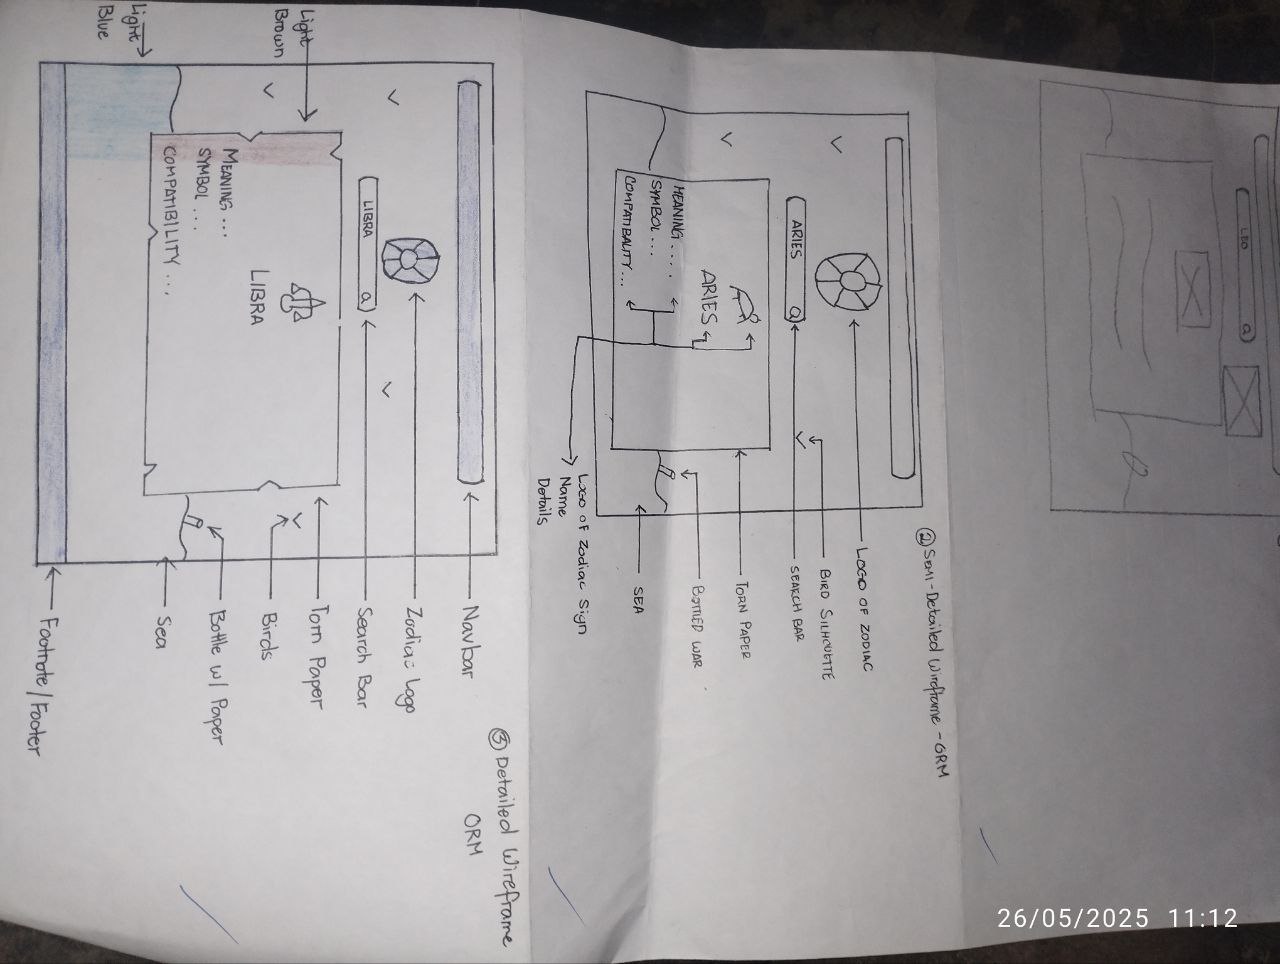 26/05/2025 11:12
LEO
② SEMI-Detailed Wireframe - ORM
LOGO OF ZODIAC
BIRD SILHOUETTE
ARIES
SEARCH BAR
TORN PAPER
ARIES
BOTTLED WAR
MEANING ....
SYMBOL ...
COMPATIBALITY ...
SEA
LOGO OF Zodiac Sign
Name
Details
③ Detailed Wireframe
ORM
Navbar
Zodiac Logo
LIBRA
Search Bar
Torn Paper
Light
Brown
Birds
LIBRA
MEANING ...
Bottle w/ Paper
SYMBOL ...
COMPATIBILITY ...
Sea
Light
Blue
Footnote/Footer